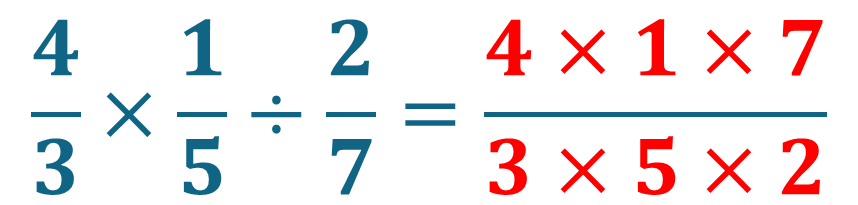 4/3 × 1/5 ÷ 2/7 = (4 × 1 × 7)/(3 × 5 × 2)